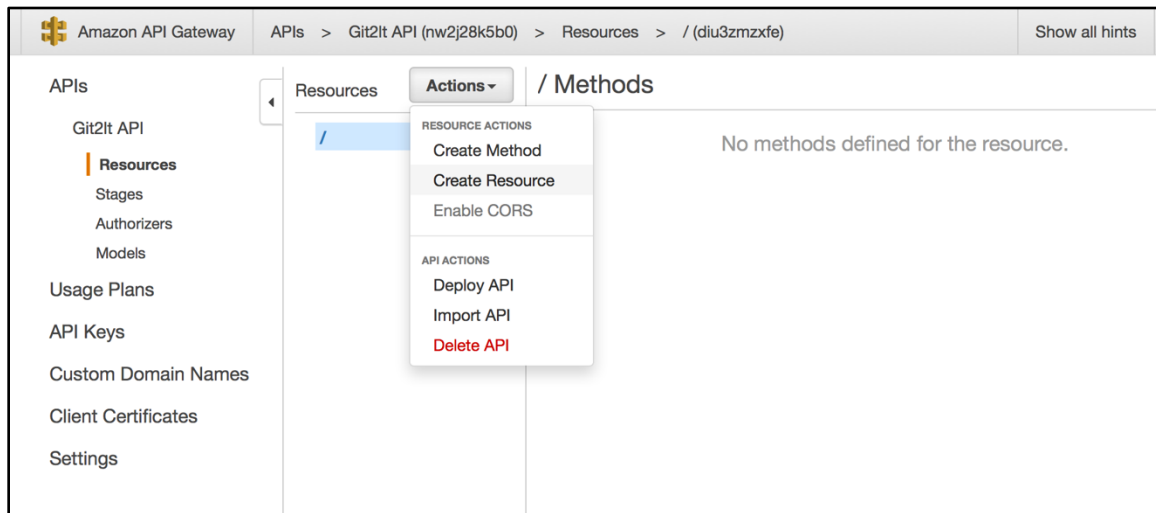 Amazon API Gateway APIs > Git2It API (nw2j28k5b0) > Resources > / (diu3zmzxfe) Show all hints
APIs
Git2It API
Resources
Stages
Authorizers
Models
Usage Plans
API Keys
Custom Domain Names
Client Certificates
Settings
Resources
/
Actions
RESOURCE ACTIONS
Create Method
Create Resource
Enable CORS
API ACTIONS
Deploy API
Import API
Delete API
/ Methods
No methods defined for the resource.